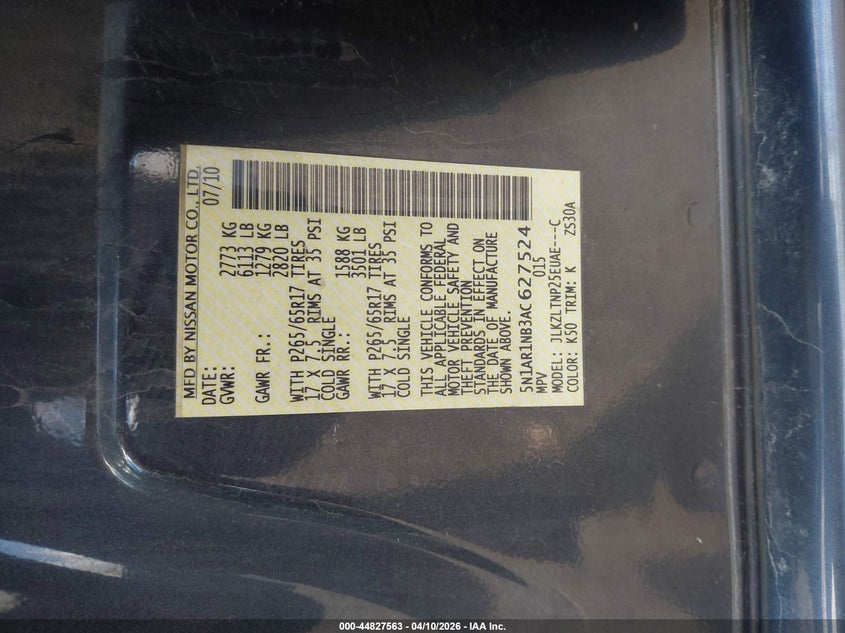 MFD BY NISSAN MOTOR CO., LTD.
DATE: 07/10
GVWR: 2773 KG
6113 LB
GAWR FR.: 1279 KG
2820 LB
WITH P265/65R17 TIRES
17 X 7.5 RIMS AT 35 PSI
COLD SINGLE
GAWR RR.: 1588 KG
3501 LB
WITH P265/65R17 TIRES
17 X 7.5 RIMS AT 35 PSI
COLD SINGLE
THIS VEHICLE CONFORMS TO
ALL APPLICABLE FEDERAL
MOTOR VEHICLE SAFETY AND
THEFT PREVENTION
STANDARDS IN EFFECT ON
THE DATE OF MANUFACTURE
SHOWN ABOVE.
5N1AR1NB3AC627524
MPV 015
MODEL: JLKZLTNP25EUAE---C
COLOR: K50 TRIM: K ZS30A
000-44827563 - 04/10/2026 - IAA Inc.